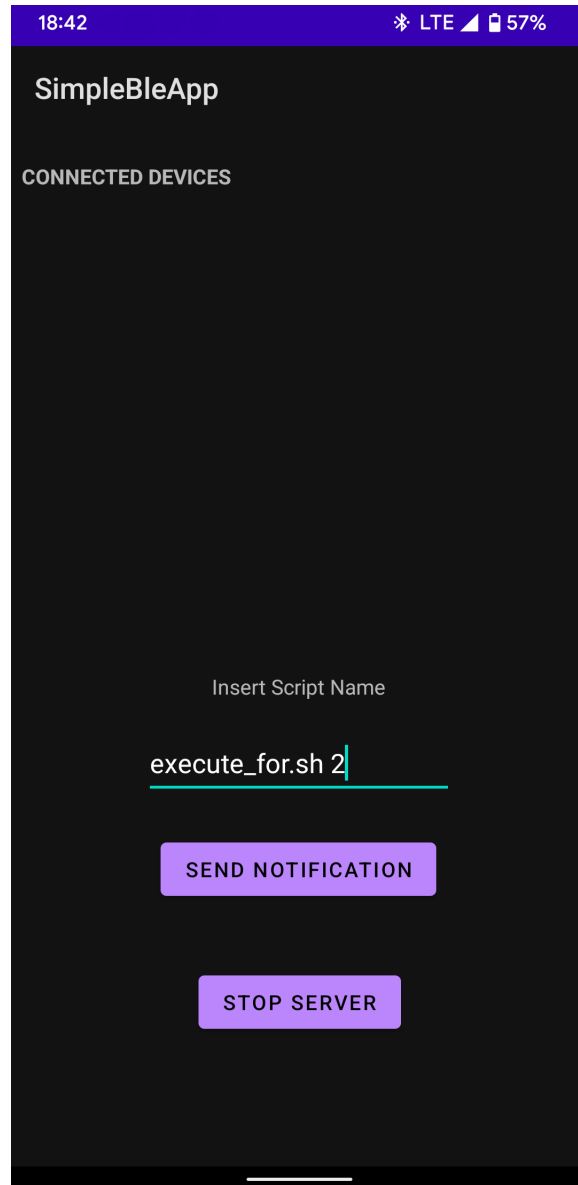 18:42 LTE 57%
SimpleBleApp
CONNECTED DEVICES
Insert Script Name
execute_for.sh 2
SEND NOTIFICATION
STOP SERVER